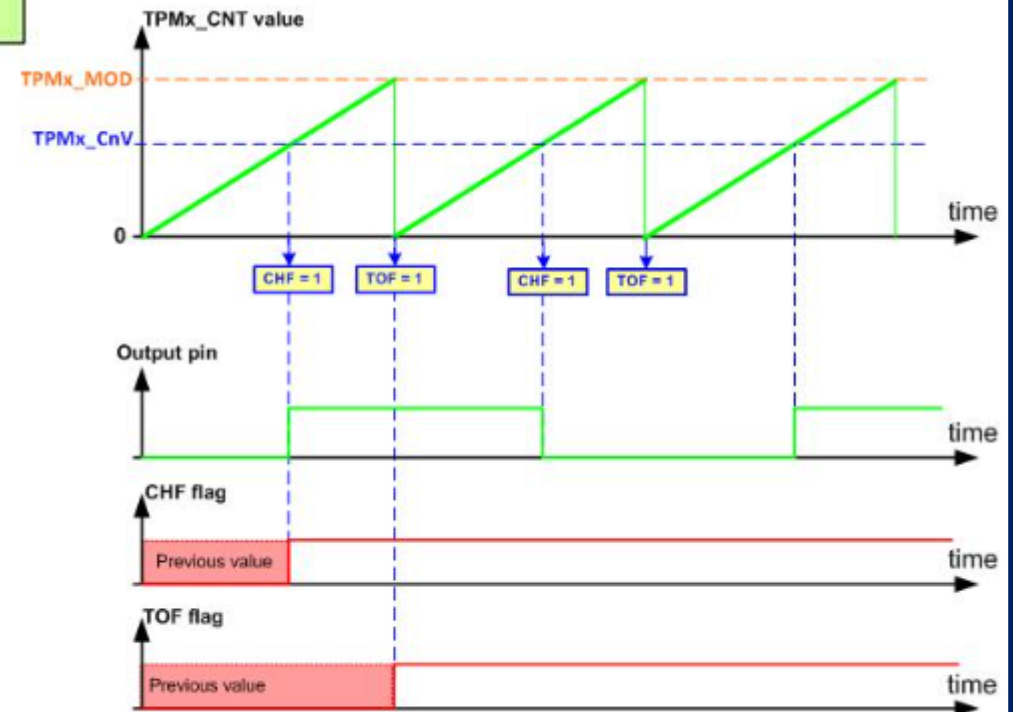 TPMx_CNT value
TPMx_MOD
TPMx_CnV
time
0
CHF = 1
TOF = 1
CHF = 1
TOF = 1
Output pin
time
CHF flag
Previous value
time
TOF flag
Previous value
time